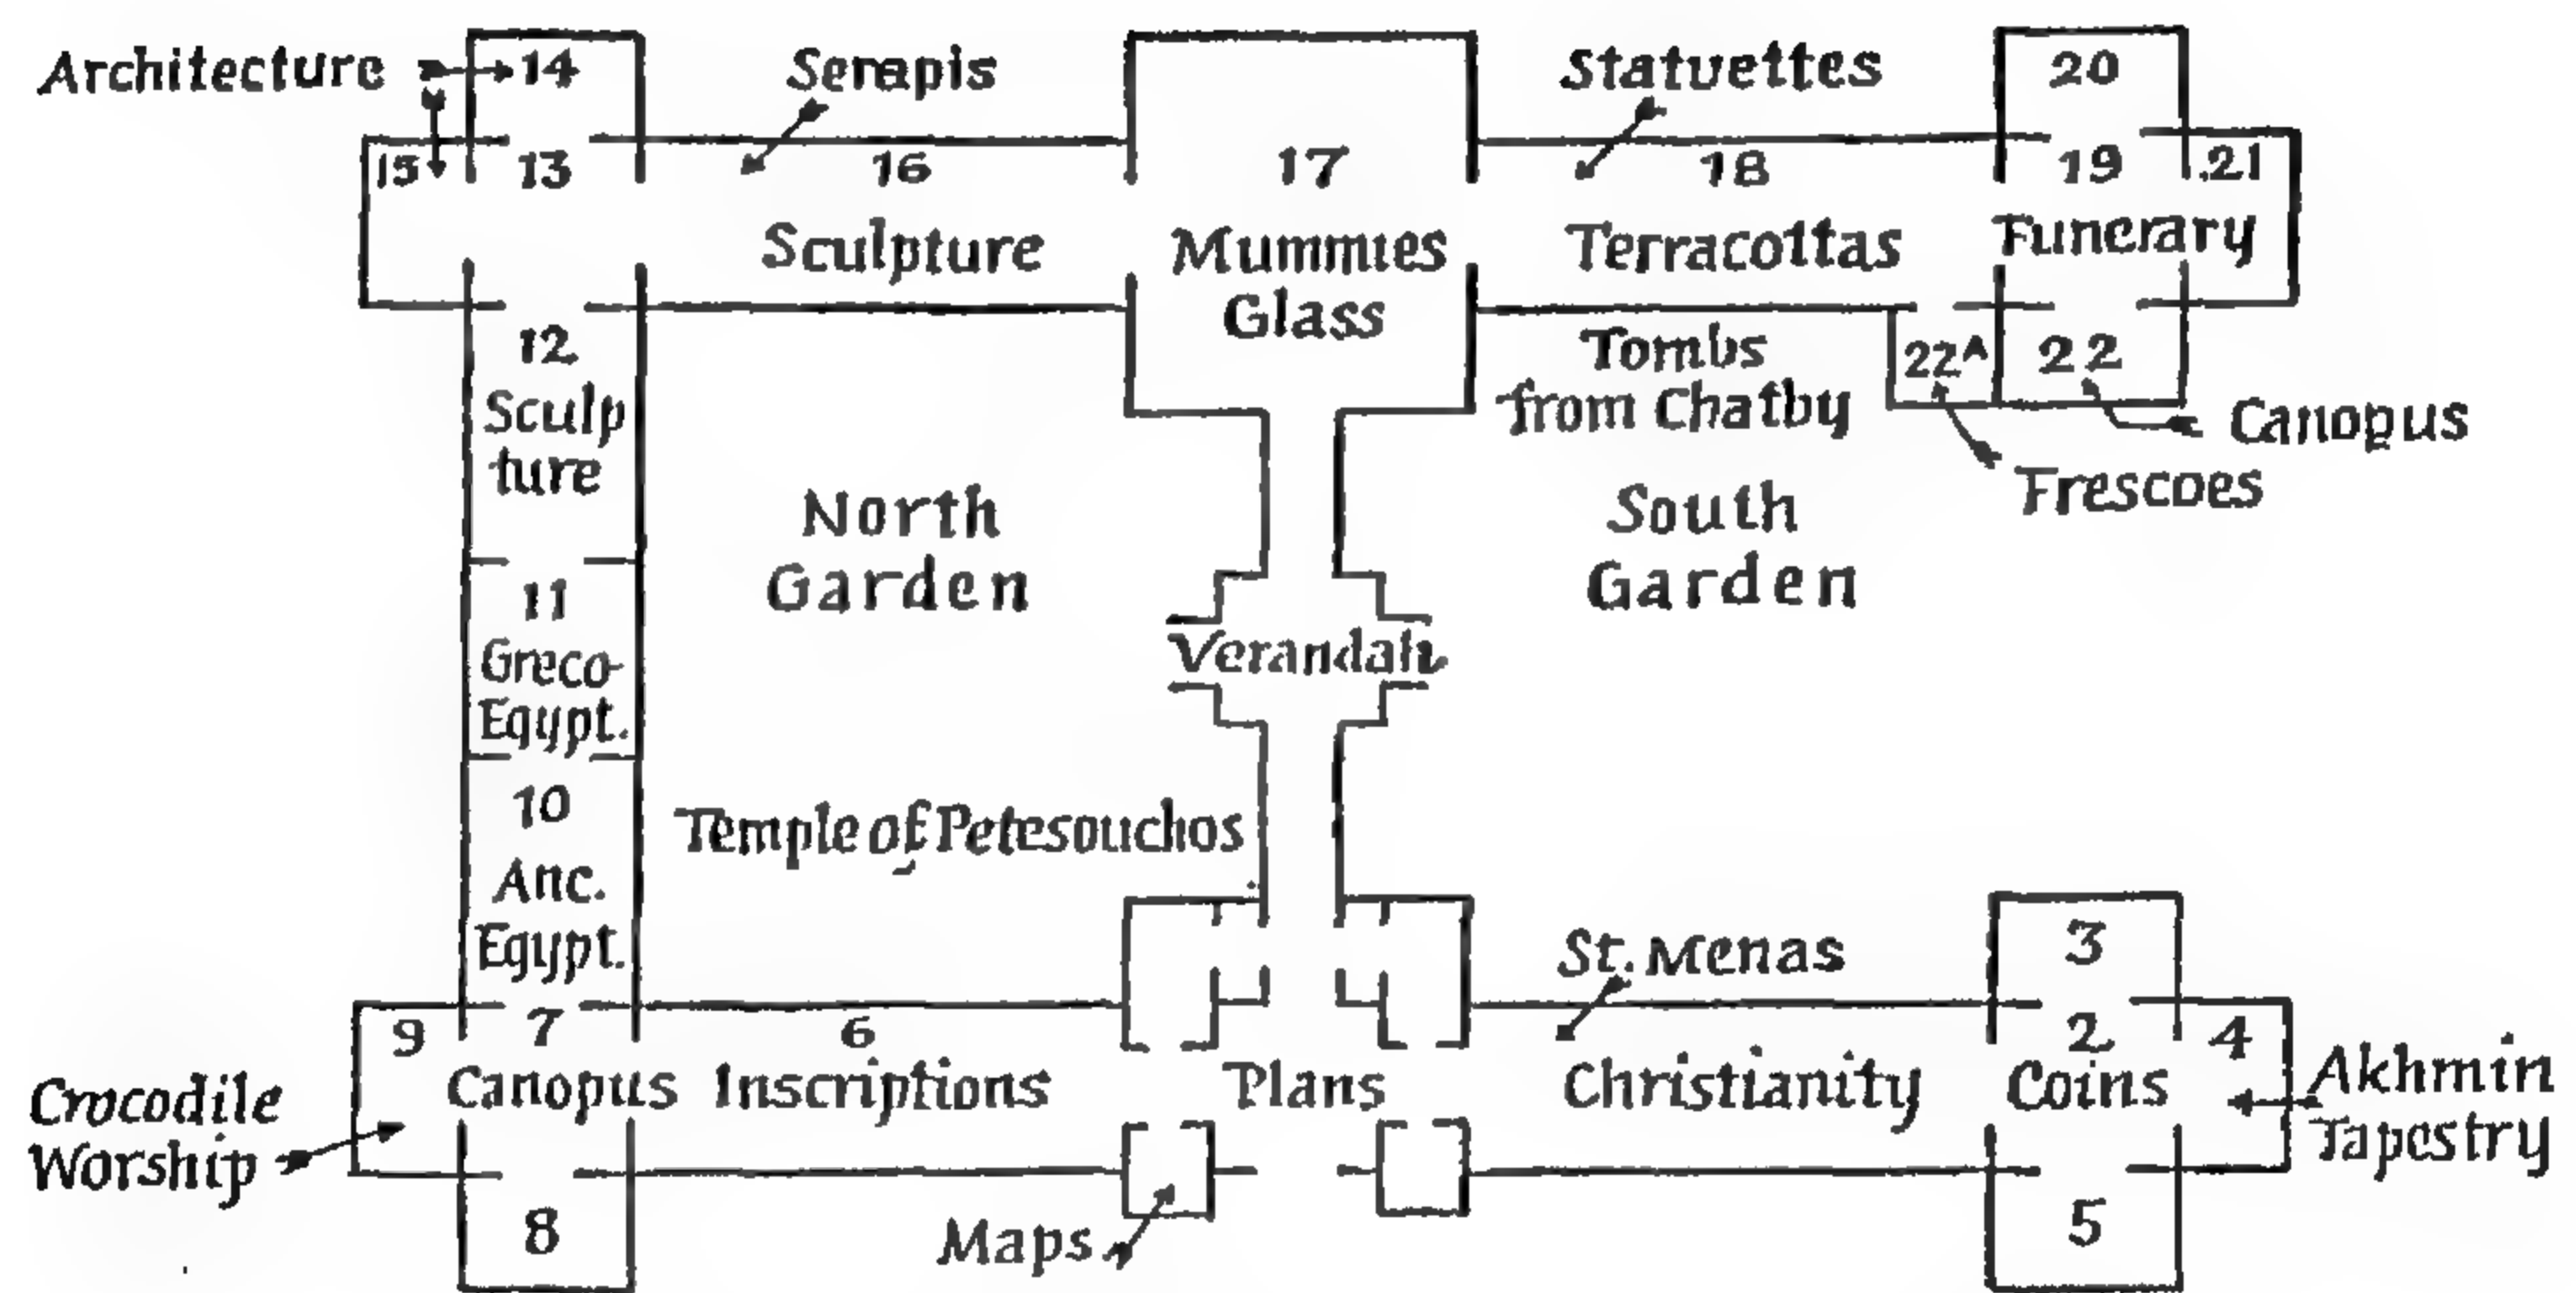 Architecture
14
Serapis
Statuettes
20
15
13
16
17
18
19
21
Sculpture
Mummies
Glass
Terracottas
Funerary
12
Sculp
ture
Tombs
from Chatby
22A
22
Canopus
Frescoes
North
Garden
South
Garden
11
Greco-
Egypt.
Verandah
10
Anc.
Egypt.
Temple of Petesouchos
St. Menas
3
9
7
6
2
4
Crocodile
Worship
Canopus
Inscriptions
Plans
Christianity
Coins
Akhmin
Tapestry
8
Maps
5